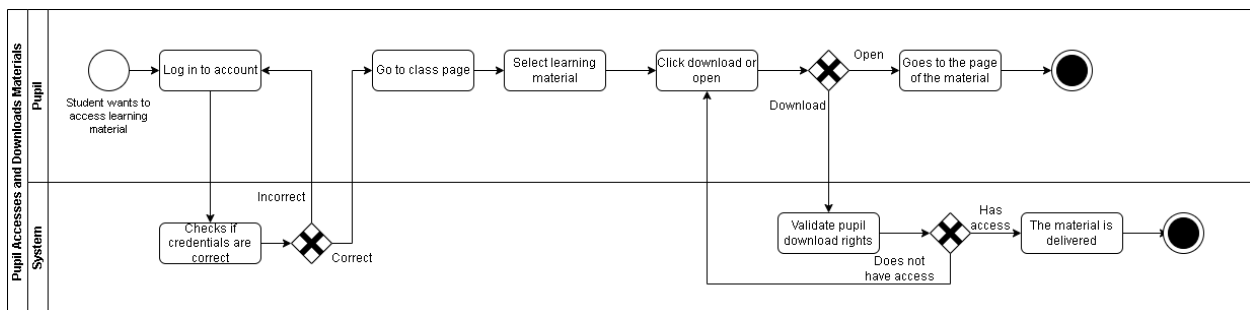 Pupil Accesses and Downloads Materials
Pupil
System
Student wants to
access learning
material
Log in to account
Checks if
credentials are
correct
Incorrect
Correct
Go to class page
Select learning
material
Click download or
open
Open
Download
Goes to the page
of the material
Validate pupil
download rights
Has
access
Does not
have access
The material is
delivered